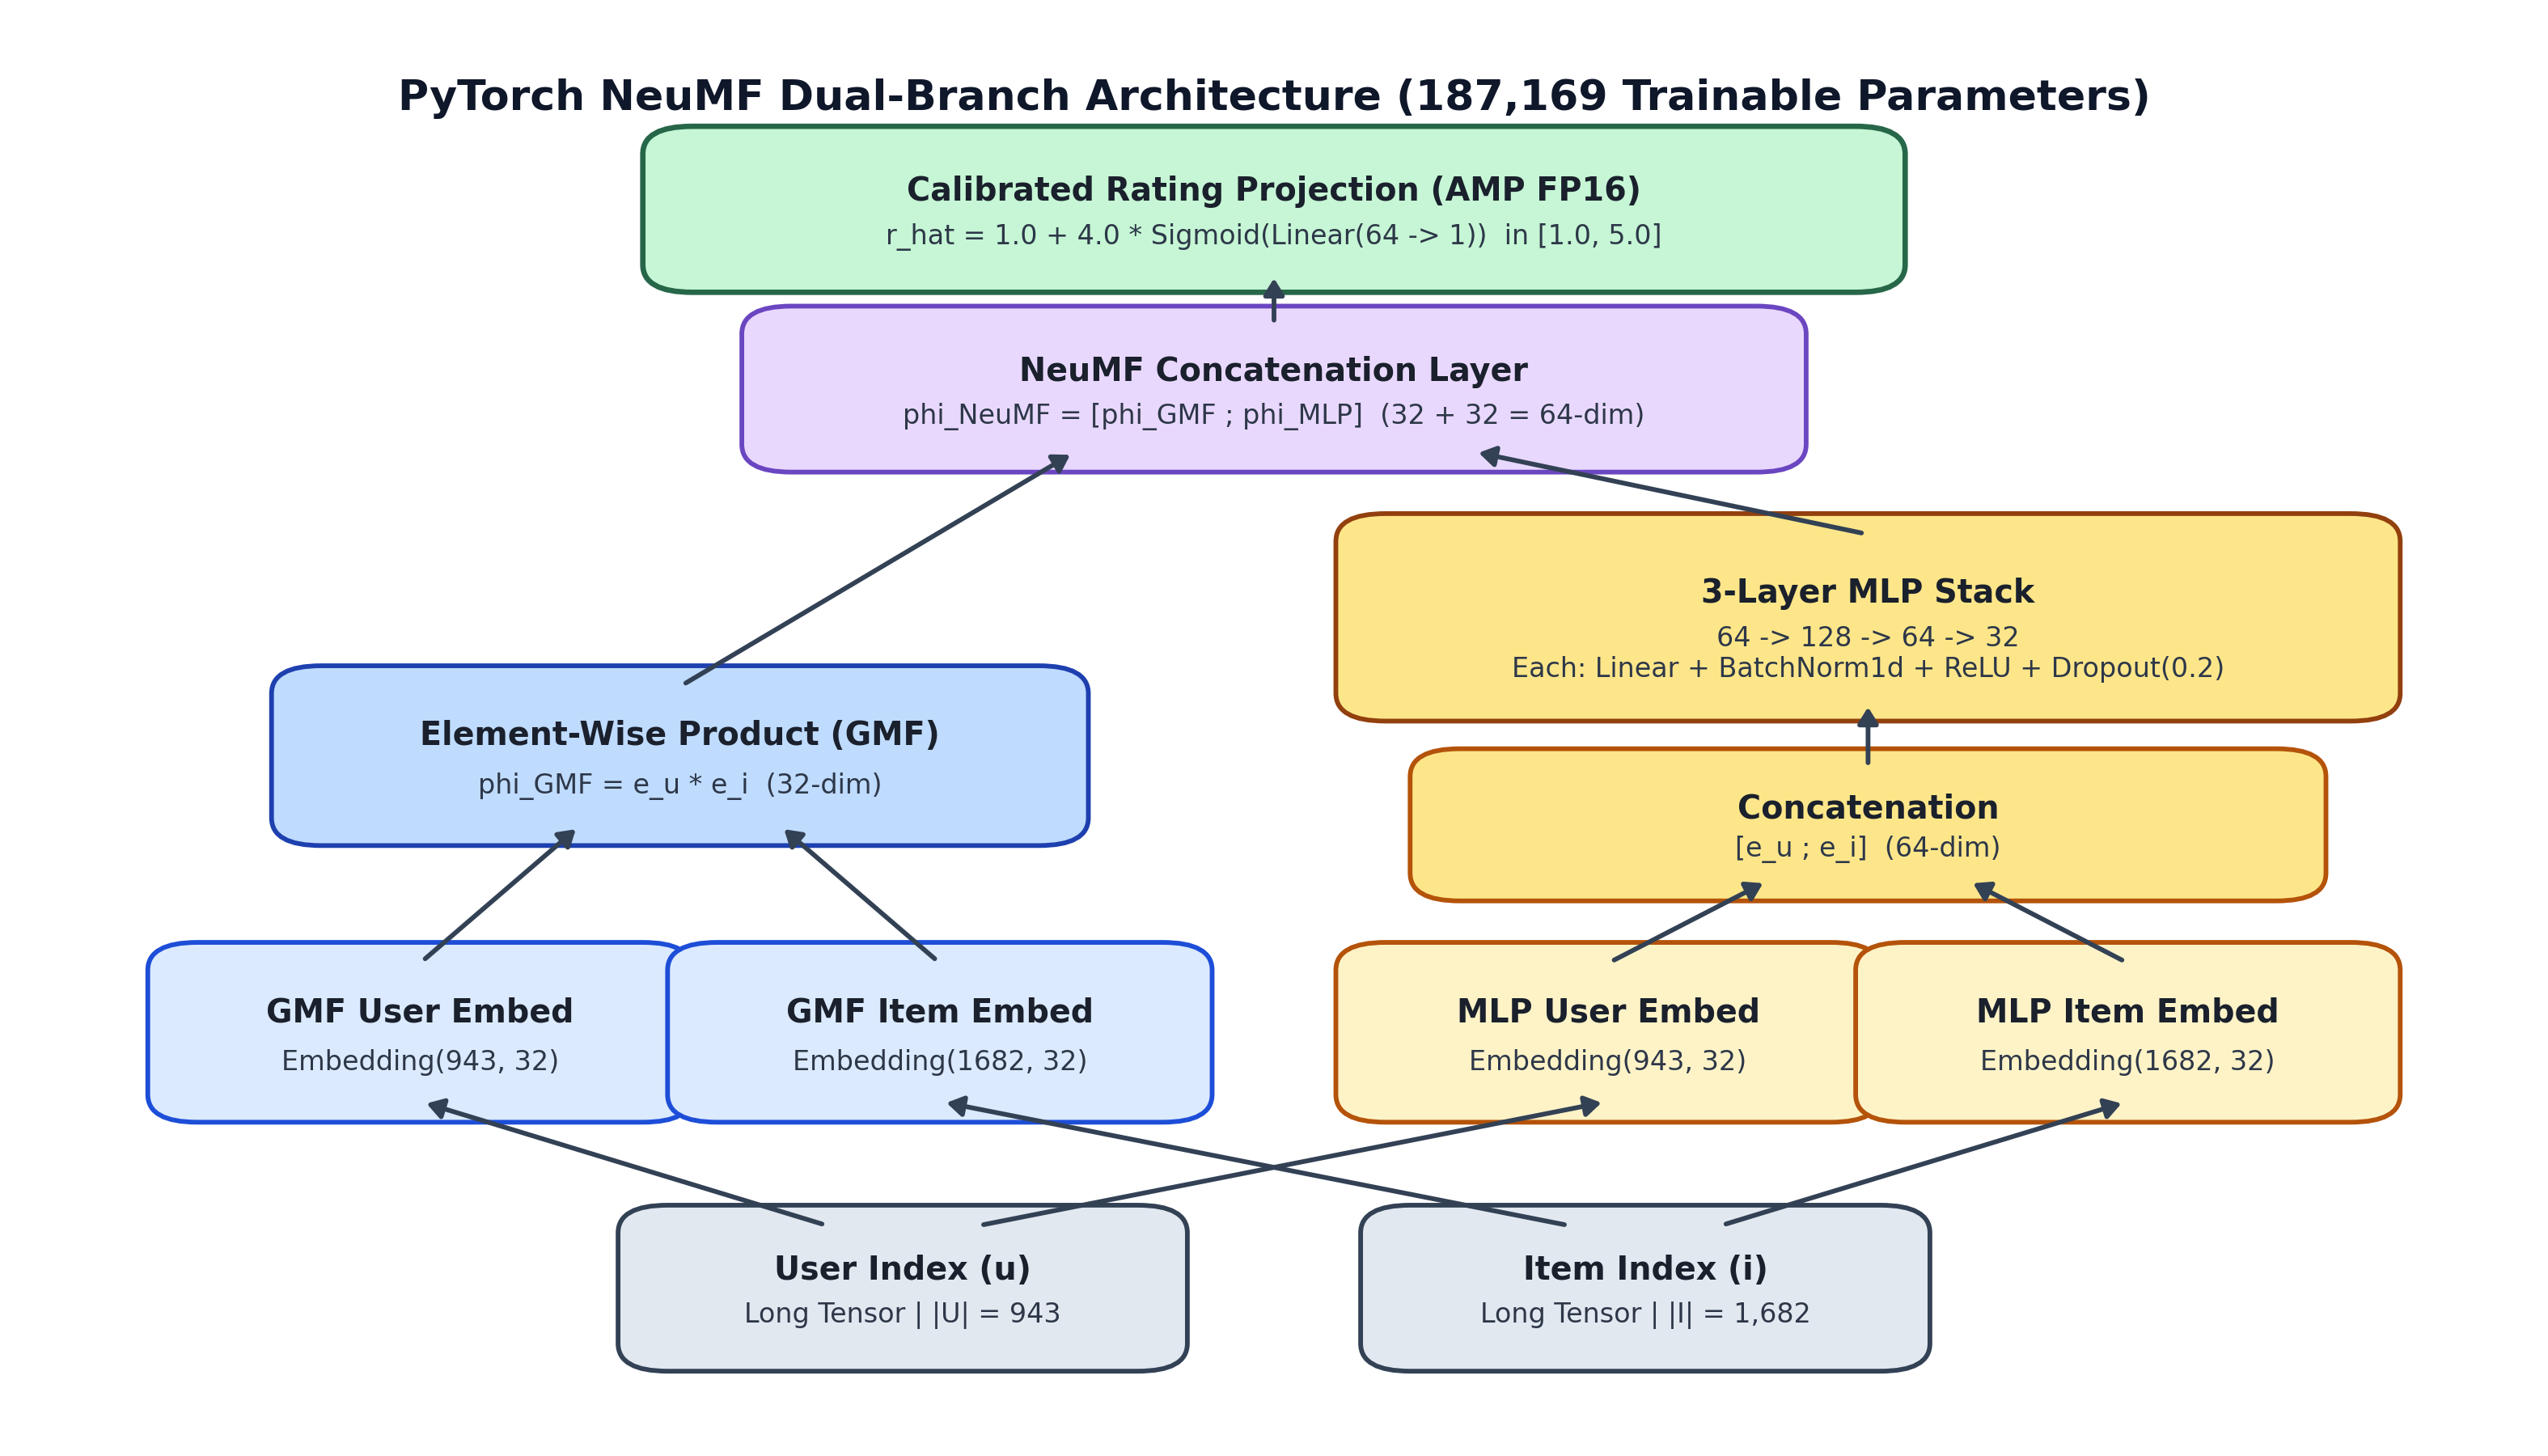 PyTorch NeuMF Dual-Branch Architecture (187,169 Trainable Parameters)
Calibrated Rating Projection (AMP FP16)
r_hat = 1.0 + 4.0 * Sigmoid(Linear(64 -> 1))  in [1.0, 5.0]
NeuMF Concatenation Layer
phi_NeuMF = [phi_GMF ; phi_MLP]  (32 + 32 = 64-dim)
3-Layer MLP Stack
64 -> 128 -> 64 -> 32
Each: Linear + BatchNorm1d + ReLU + Dropout(0.2)
Element-Wise Product (GMF)
phi_GMF = e_u * e_i  (32-dim)
Concatenation
[e_u ; e_i]  (64-dim)
GMF User Embed
Embedding(943, 32)
GMF Item Embed
Embedding(1682, 32)
MLP User Embed
Embedding(943, 32)
MLP Item Embed
Embedding(1682, 32)
User Index (u)
Long Tensor | |U| = 943
Item Index (i)
Long Tensor | |I| = 1,682